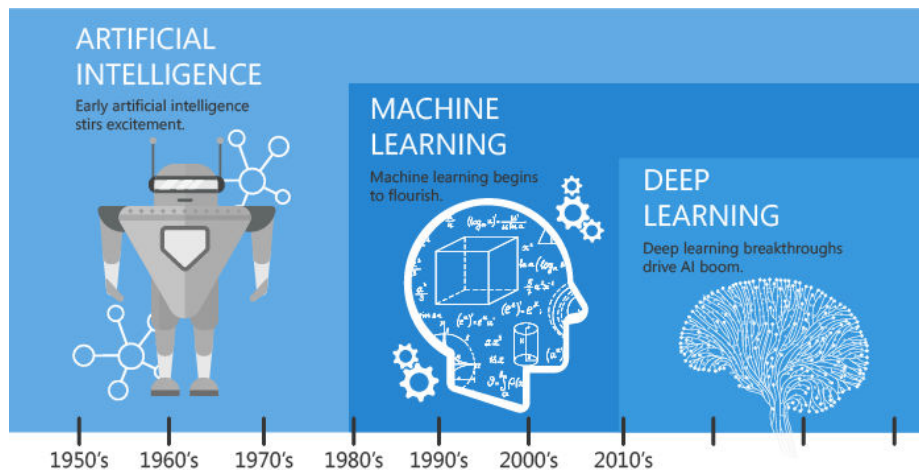 ARTIFICIAL
INTELLIGENCE
Early artificial intelligence
stirs excitement.
MACHINE
LEARNING
Machine learning begins
to flourish.
DEEP
LEARNING
Deep learning breakthroughs
drive AI boom.
1950's 1960's 1970's 1980's 1990's 2000's 2010's